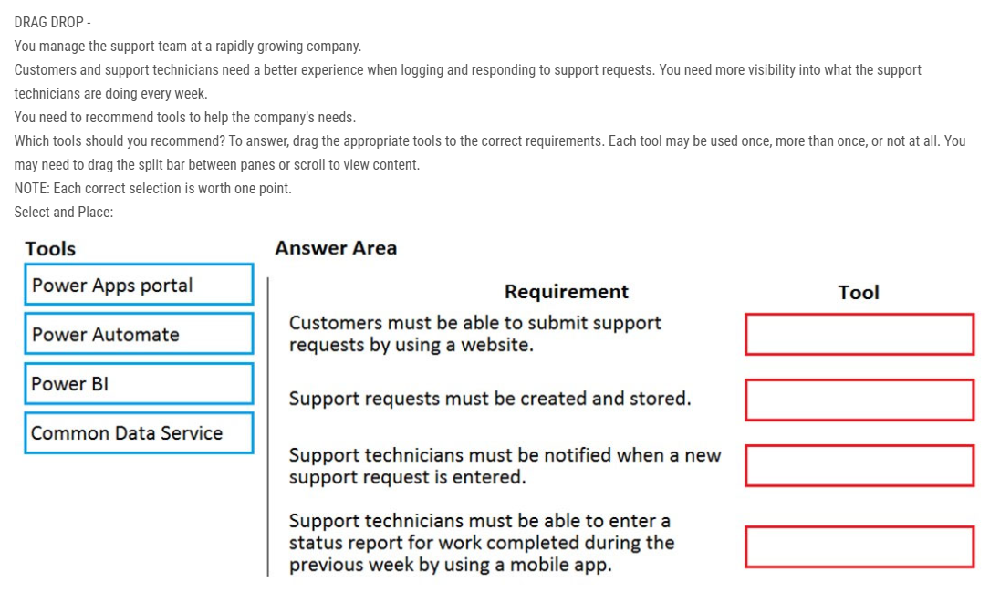 DRAG DROP -
You manage the support team at a rapidly growing company.
Customers and support technicians need a better experience when logging and responding to support requests. You need more visibility into what the support
technicians are doing every week.
You need to recommend tools to help the company's needs.
Which tools should you recommend? To answer, drag the appropriate tools to the correct requirements. Each tool may be used once, more than once, or not at all. You
may need to drag the split bar between panes or scroll to view content.
NOTE: Each correct selection is worth one point.
Select and Place:
Tools
Power Apps portal
Power Automate
Power BI
Common Data Service
Answer Area
Requirement
Tool
Customers must be able to submit support
requests by using a website.
Support requests must be created and stored.
Support technicians must be notified when a new
support request is entered.
Support technicians must be able to enter a
status report for work completed during the
previous week by using a mobile app.